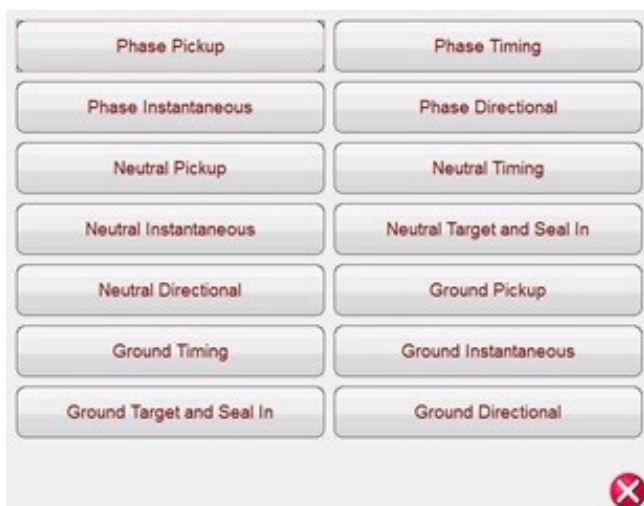 Phase Pickup
Phase Timing
Phase Instantaneous
Phase Directional
Neutral Pickup
Neutral Timing
Neutral Instantaneous
Neutral Target and Seal In
Neutral Directional
Ground Pickup
Ground Timing
Ground Instantaneous
Ground Target and Seal In
Ground Directional